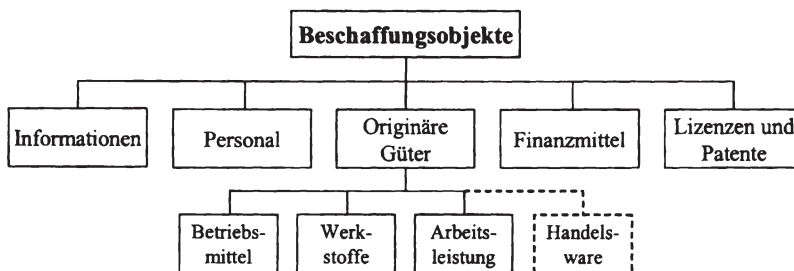 Beschaffungsobjekte
Informationen
Personal
Originäre
Güter
Finanzmittel
Lizenzen und
Patente
Betriebs-
mittel
Werk-
stoffe
Arbeits-
leistung
Handels-
ware